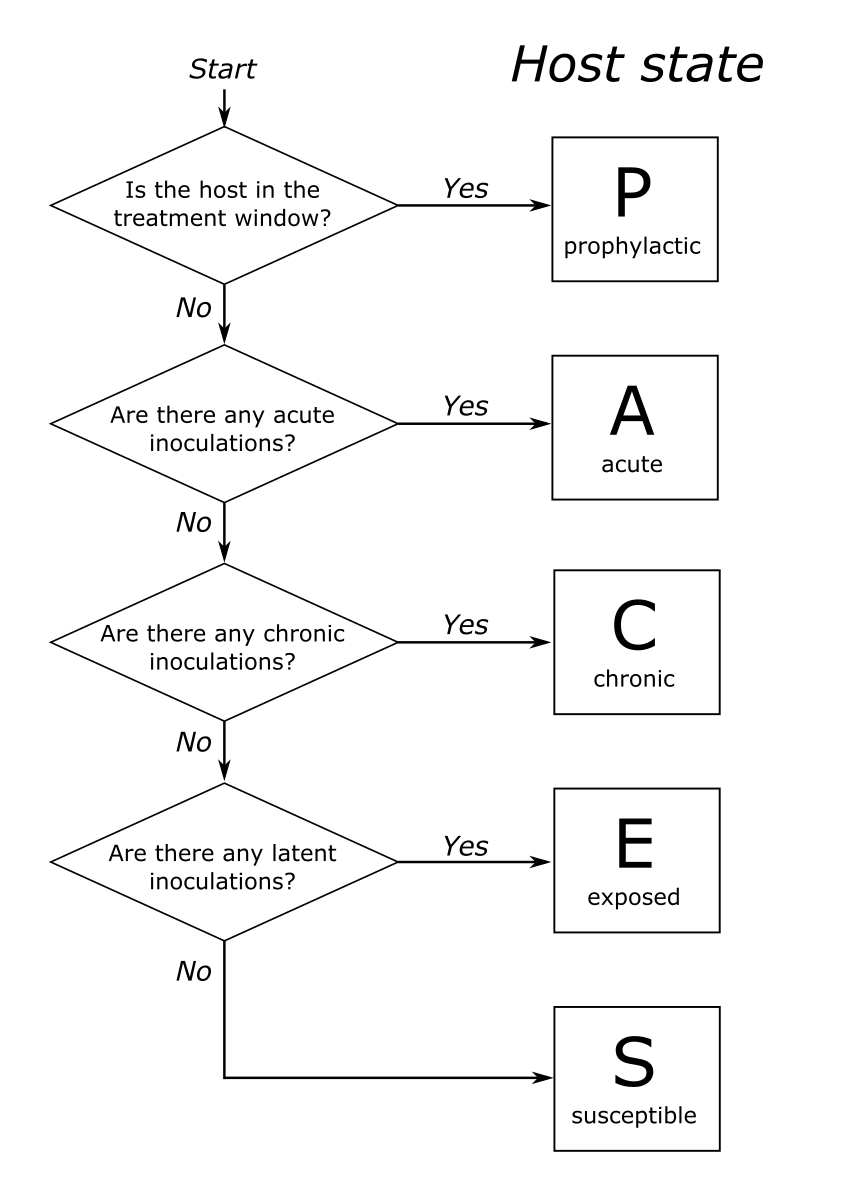 Start
Host state
Is the host in the
treatment window?
Yes
P
prophylactic
No
Are there any acute
inoculations?
Yes
A
acute
No
Are there any chronic
inoculations?
Yes
C
chronic
No
Are there any latent
inoculations?
Yes
E
exposed
No
S
susceptible